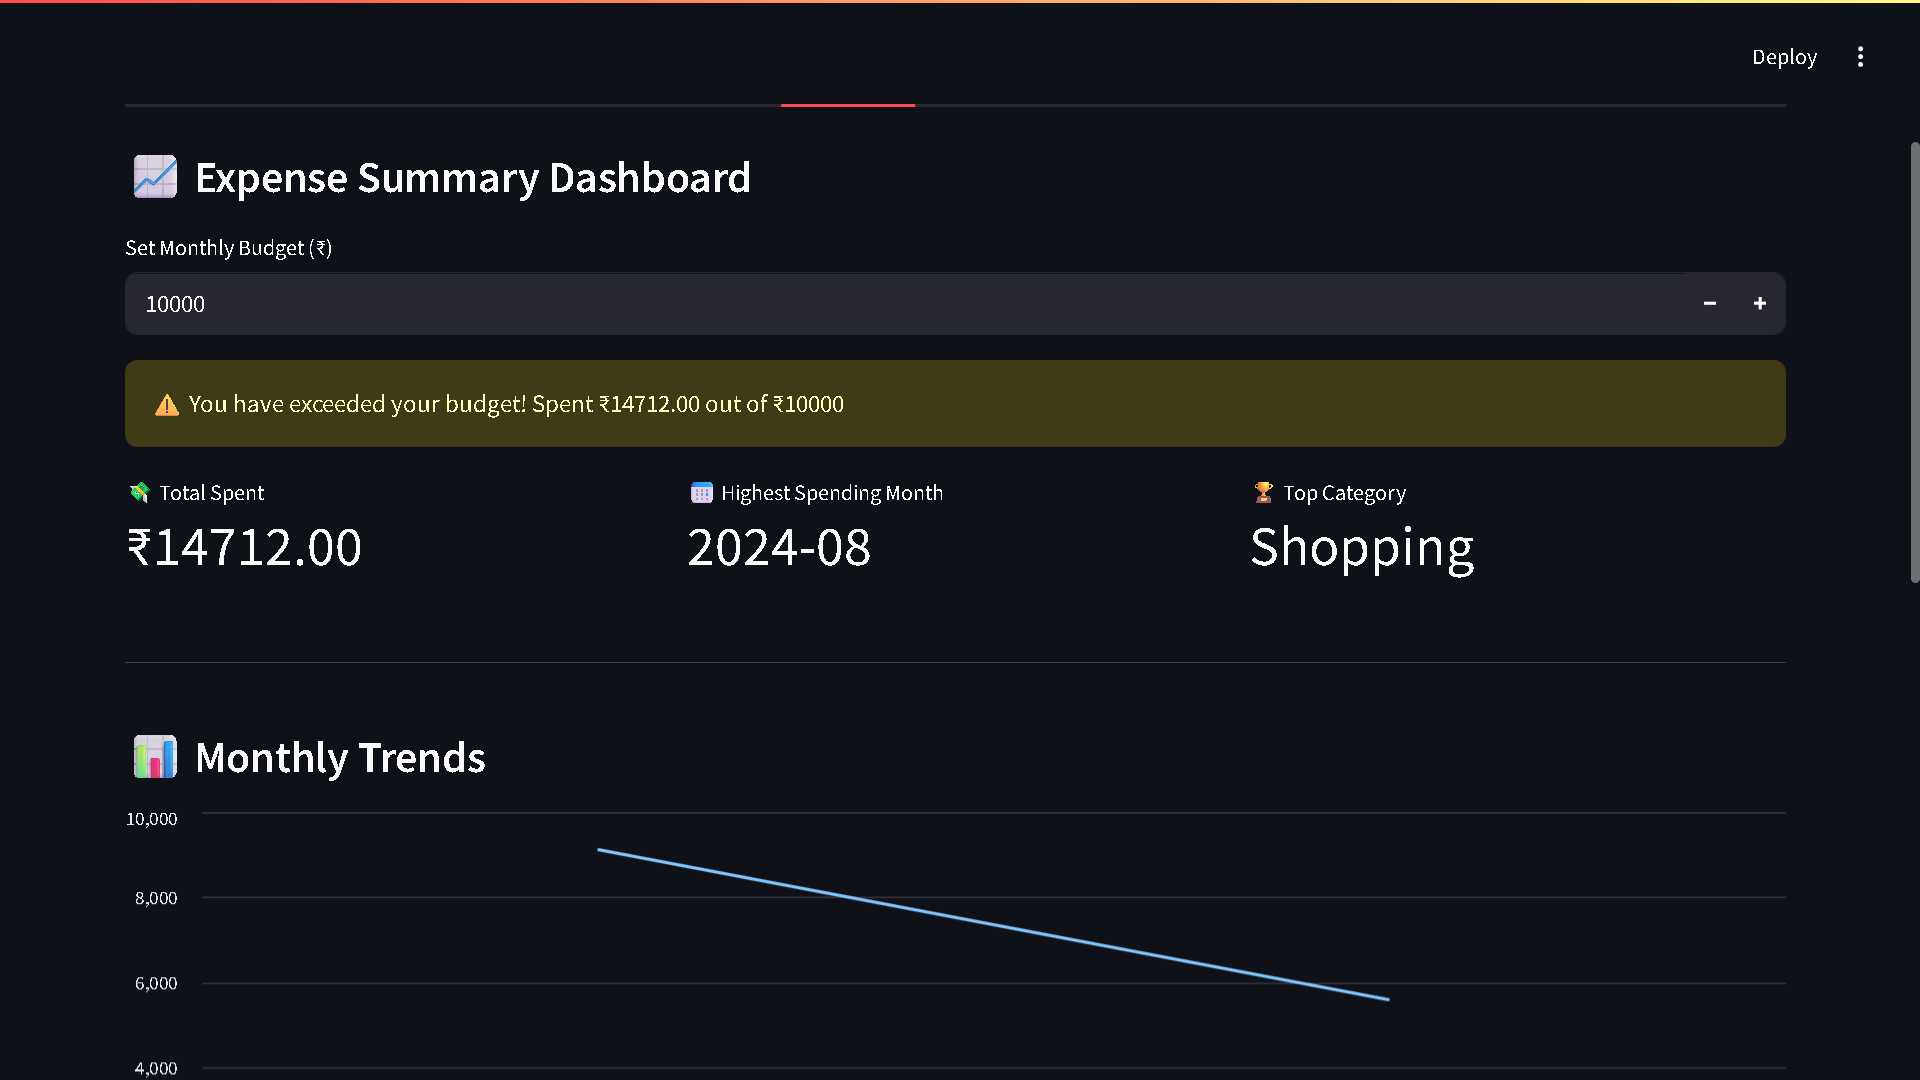 Deploy
Expense Summary Dashboard
Set Monthly Budget (₹)
10000
You have exceeded your budget! Spent ₹14712.00 out of ₹10000
Total Spent
₹14712.00
Highest Spending Month
2024-08
Top Category
Shopping
Monthly Trends
10,000
8,000
6,000
4,000